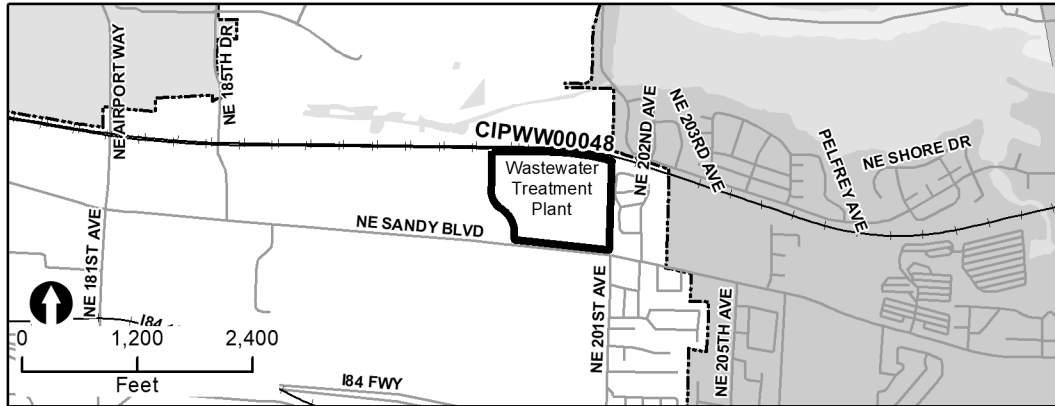 NE AIRPORT WAY
NE 185TH DR
CIPWW00048
NE 202ND AVE
NE 203RD AVE
PELFREY AVE
NE SHORE DR
Wastewater
Treatment
Plant
NE SANDY BLVD
NE 181ST AVE
NE 201ST AVE
NE 205TH AVE
I84
0 1,200 2,400
Feet
I84 FWY